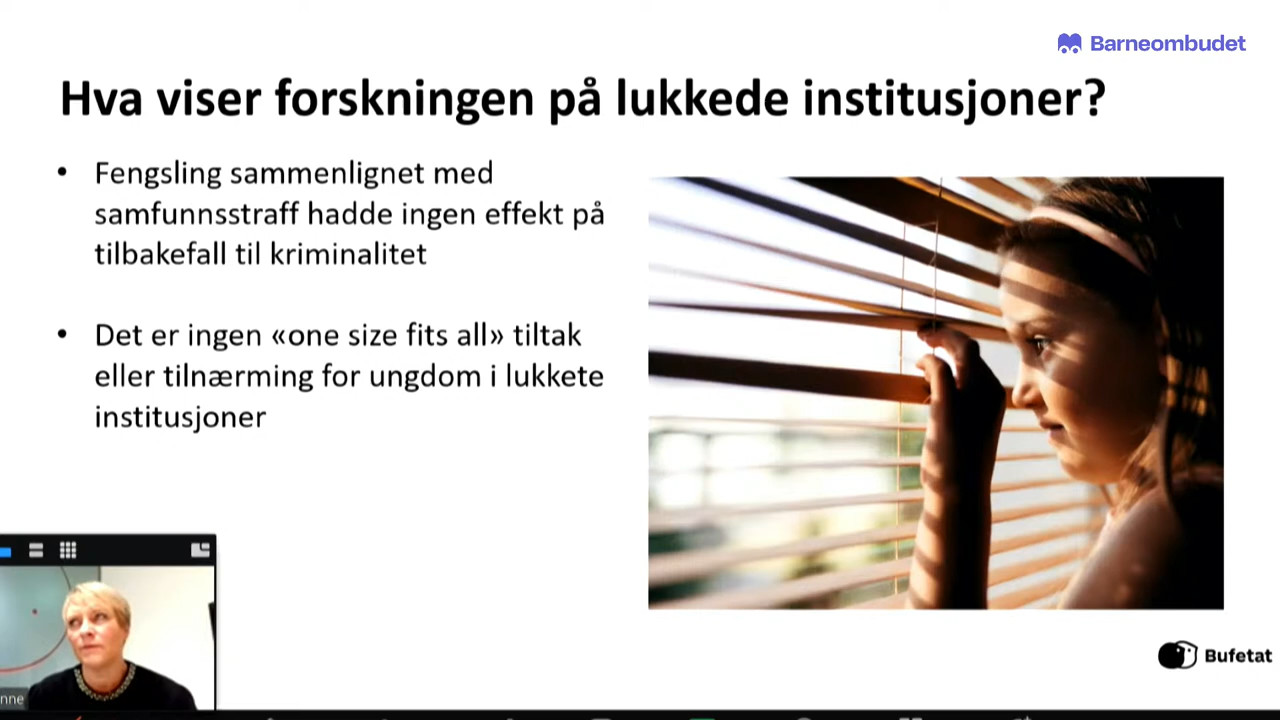 Barneombudet
Hva viser forskningen på lukkede institusjoner?
• Fengsling sammenlignet med
samfunnsstraff hadde ingen effekt på
tilbakefall til kriminalitet
• Det er ingen «one size fits all» tiltak
eller tilnærming for ungdom i lukkete
institusjoner
nne
Bufetat